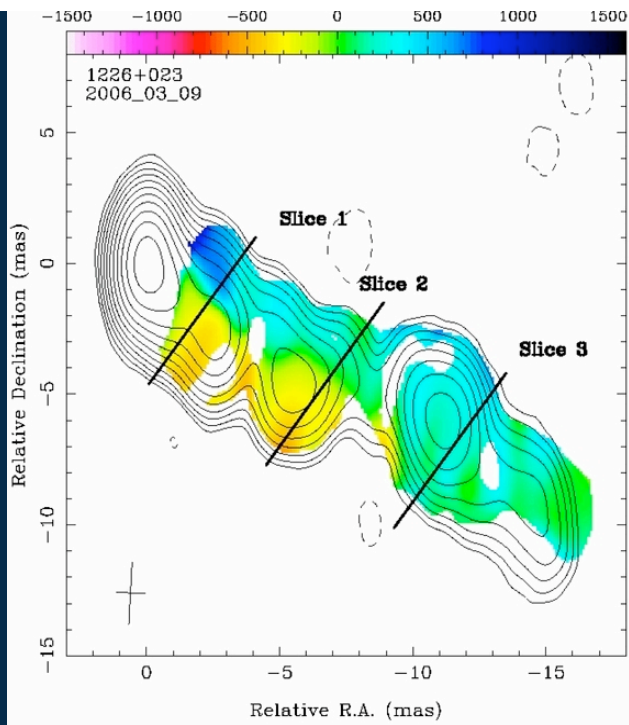 −1500 −1000 −500 0 500 1000 1500
1226+023
2006_03_09
Slice 1
Slice 2
Slice 3
5
0
−5
−10
−15
Relative Declination (mas)
0 −5 −10 −15
Relative R.A. (mas)